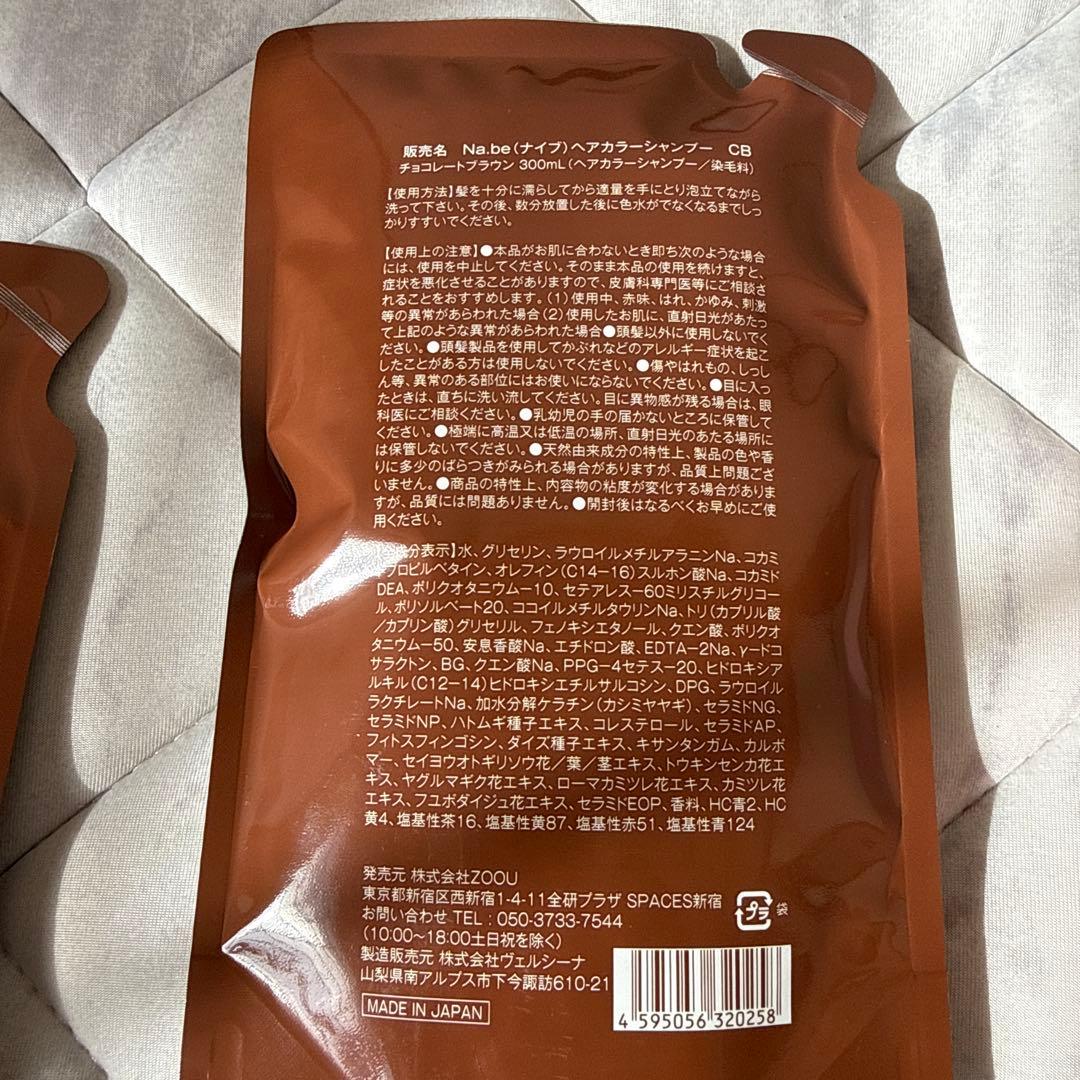 販売名 Na.be(ナイブ)ヘアカラーシャンプー CB
チョコレートブラウン 300mL(ヘアカラーシャンプー/染毛料)
【使用方法】髪を十分に濡らしてから適量を手にとり泡立てながら
洗って下さい。その後、数分放置した後に色水がでなくなるまでしっ
かりすすいでください。
【使用上の注意】●本品がお肌に合わないとき即ち次のような場合
には、使用を中止してください。そのまま本品の使用を続けますと、
症状を悪化させることがありますので、皮膚科専門医等にご相談さ
れることをおすすめします。(1)使用中、赤味、はれ、かゆみ、刺激
等の異常があらわれた場合(2)使用したお肌に、直射日光があたっ
て上記のような異常があらわれた場合●頭髪以外に使用しないでく
ださい。●頭髪製品を使用してかぶれなどのアレルギー症状を起こ
したことがある方は使用しないでください。●傷やはれもの、しっし
ん等、異常のある部位にはお使いにならないでください。●目に入っ
たときは、直ちに洗い流してください。目に異物感が残る場合は、眼
科医にご相談ください。●乳幼児の手の届かないところに保管して
ください。●極端に高温又は低温の場所、直射日光のあたる場所に
は保管しないでください。●天然由来成分の特性上、製品の色や香
りに多少のばらつきがみられる場合がありますが、品質上問題ござ
いません。●商品の特性上、内容物の粘度が変化する場合がありま
すが、品質には問題ありません。●開封後はなるべくお早めにご使
用ください。
成分表示】水、グリセリン、ラウロイルメチルアラニンNa、コカミ
プロピルベタイン、オレフィン(C14-16)スルホン酸Na、コカミド
DEA、ポリクオタニウム-10、セテアレス-60ミリスチルグリコー
ル、ポリソルベート20、ココイルメチルタウリンNa、トリ(カプリル酸
/カプリン酸)グリセリル、フェノキシエタノール、クエン酸、ポリクオ
タニウム-50、安息香酸Na、エチドロン酸、EDTA-2Na、γ-ドコ
サラクトン、BG、クエン酸Na、PPG-4セテス-20、ヒドロキシア
ルキル(C12-14)ヒドロキシエチルサルコシン、DPG、ラウロイル
ラクチレートNa、加水分解ケラチン(カシミヤヤギ)、セラミドNG、
セラミドNP、ハトムギ種子エキス、コレステロール、セラミドAP、
フィトスフィンゴシン、ダイズ種子エキス、キサンタンガム、カルボ
マー、セイヨウオトギリソウ花/葉/茎エキス、トウキンセンカ花エ
キス、ヤグルマギク花エキス、ローマカミツレ花エキス、カミツレ花
エキス、フユボダイジュ花エキス、セラミドEOP、香料、HC青2、HC
黄4、塩基性茶16、塩基性黄87、塩基性赤51、塩基性青124
発売元 株式会社ZOOU
東京都新宿区西新宿1-4-11全研プラザ SPACES新宿
お問い合わせ TEL:050-3733-7544
(10:00〜18:00土日祝を除く)
製造販売元 株式会社ヴェルシーナ
山梨県南アルプス市下今諏訪610-21
MADE IN JAPAN
プラ
袋
4 595056 320258